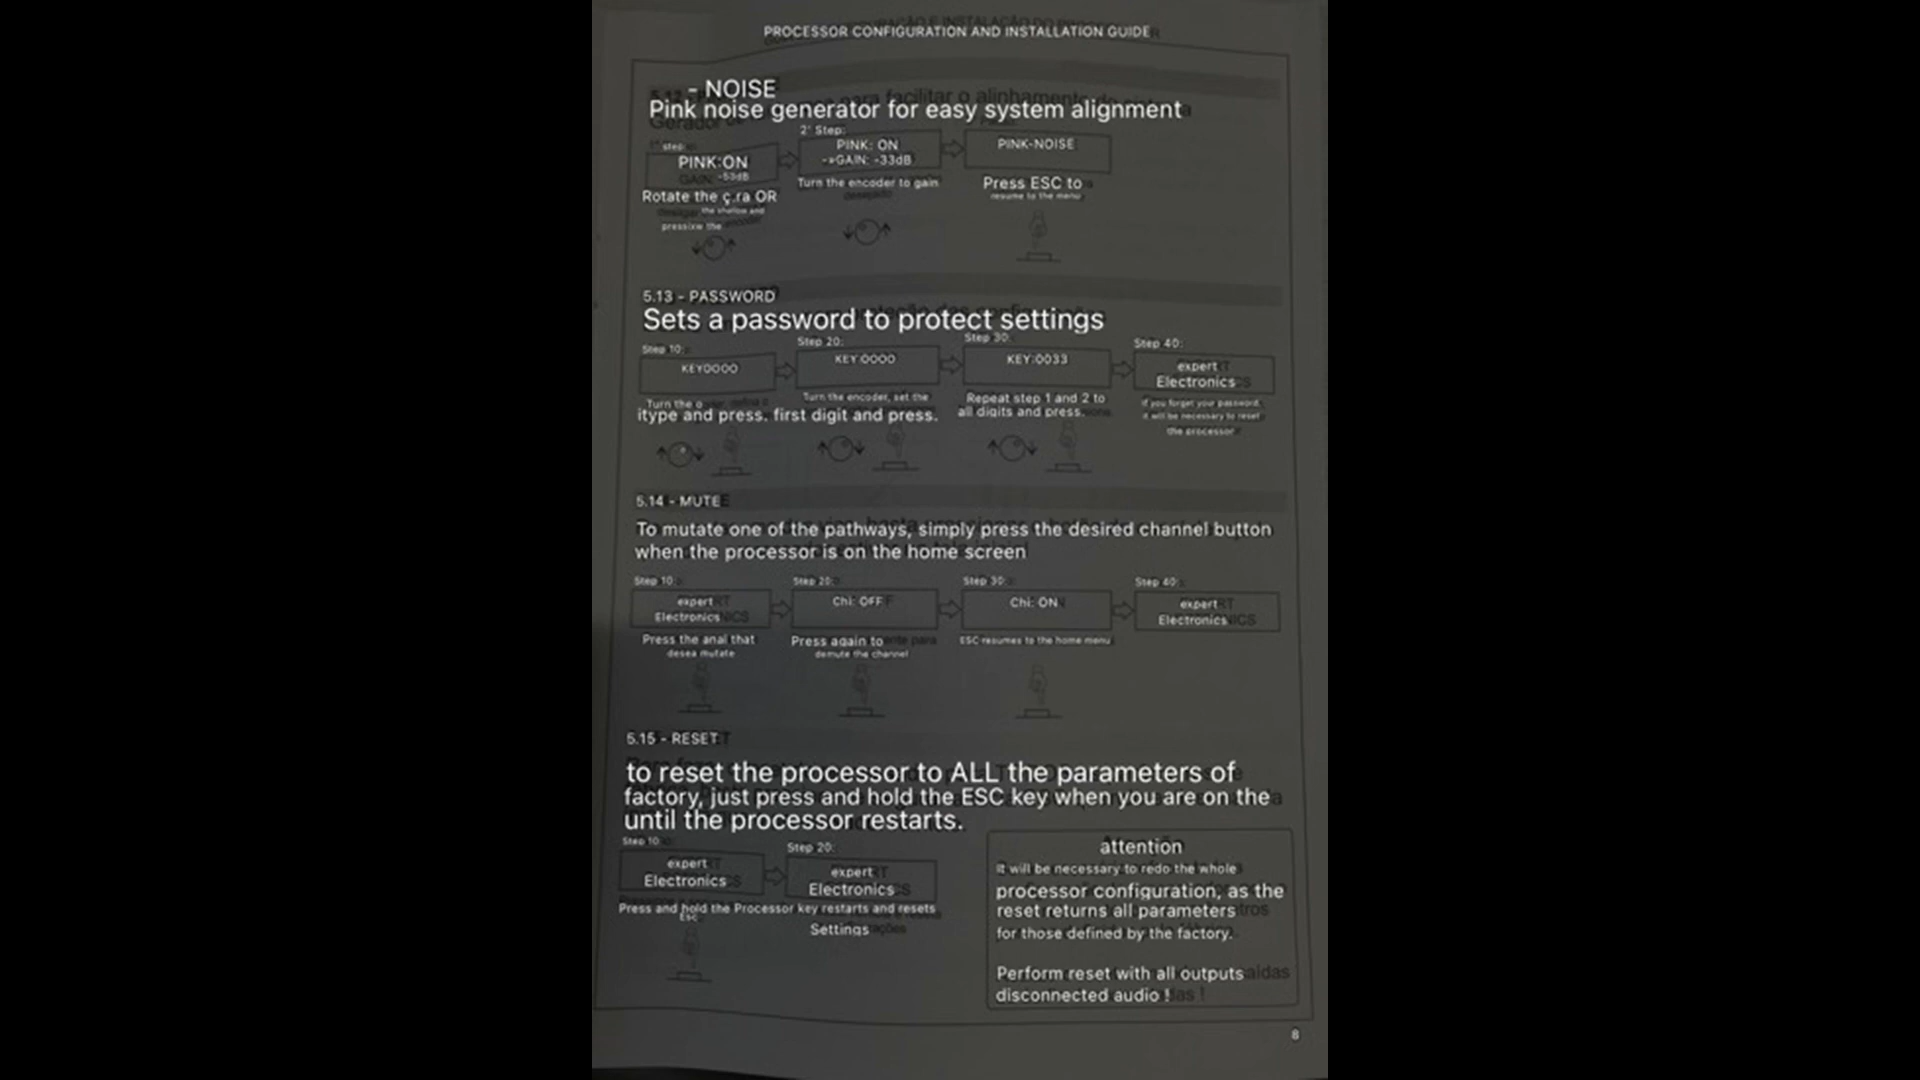 PROCESSOR CONFIGURATION AND INSTALLATION GUIDE
- NOISE
Pink noise generator for easy system alignment
step
PINK:ON
-53dB
Rotate the ç.ra OR
the shallow and
pressixw the
2' Step:
PINK: ON
-»GAIN: -33dB
Turn the encoder to gain
PINK-NOISE
Press ESC to
resume to the menu
5.13 - PASSWORD
Sets a password to protect settings
Step 10:
KEY0000
Step 20:
KEY 0000
Step 30:
KEY:0033
Step 40:
expert
Electronics
Turn the
Turn the encoder, set the
itype and press. first digit and press.
Repeat step 1 and 2 to
all digits and press.
If you forget your password,
it will be necessary to reset
the processor
5.14 - MUTE
To mutate one of the pathways, simply press the desired channel button
when the processor is on the home screen
Step 10:
expert
Electronics
Press the anal that
desea mutate
Step 20:
Chi: OFF
Press again to
demute the channel
Step 30:
Chi: ON
ESC resumes to the home menu
Step 40:
expert
Electronics
5.15 - RESET
to reset the processor to ALL the parameters of
factory, just press and hold the ESC key when you are on the
until the processor restarts.
Step 10:
expert
Electronics
Step 20:
expert
Electronics
Press and hold the Processor key restarts and resets
Esc
Settings
attention
It will be necessary to redo the whole
processor configuration, as the
reset returns all parameters
for those defined by the factory.
Perform reset with all outputs
disconnected audio !
8